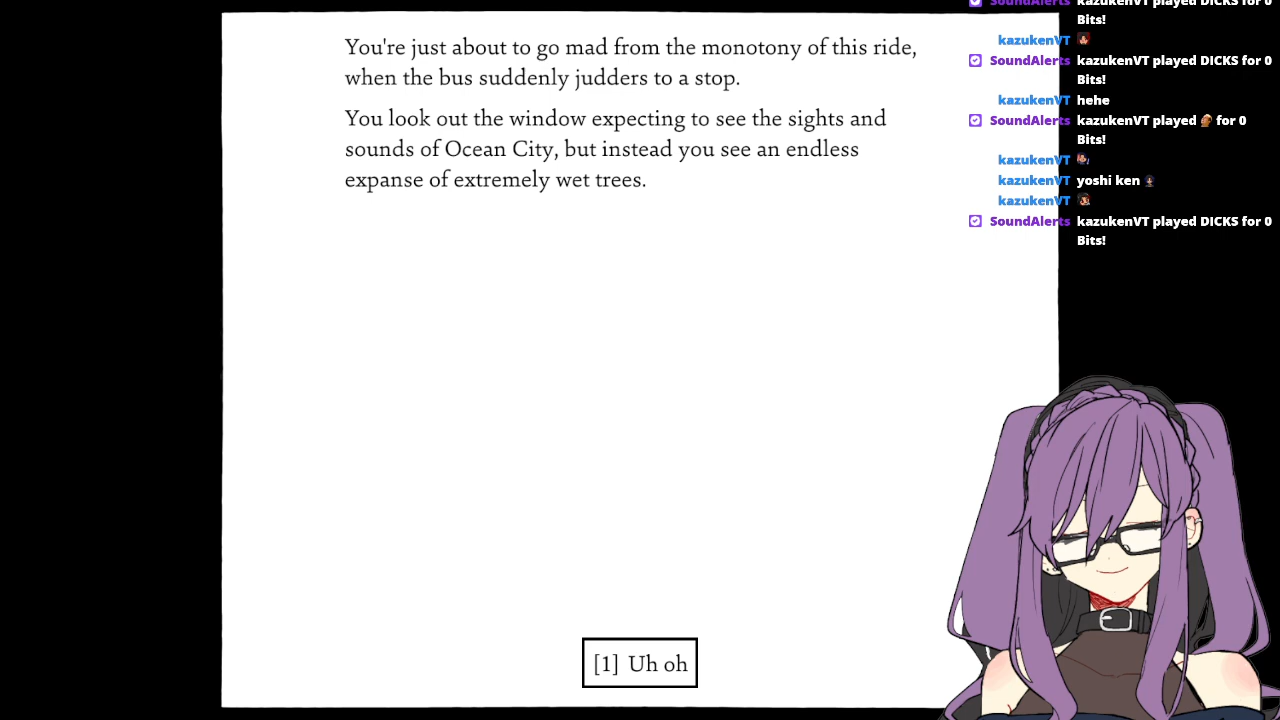 You're just about to go mad from the monotony of this ride,
when the bus suddenly judders to a stop.
You look out the window expecting to see the sights and
sounds of Ocean City, but instead you see an endless
expanse of extremely wet trees.
[1] Uh oh
SoundAlerts kazukenVT played DICKS for 0
Bits!
kazukenVT
SoundAlerts kazukenVT played DICKS for 0
Bits!
kazukenVT hehe
SoundAlerts kazukenVT played for 0
Bits!
kazukenVT
kazukenVT yoshi ken
kazukenVT
SoundAlerts kazukenVT played DICKS for 0
Bits!